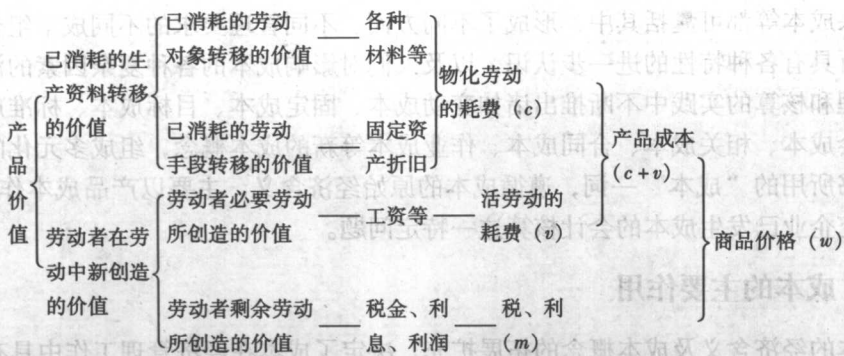 产品价值
已消耗的生
产资料转移
的价值
劳动者在劳
动中新创造
的价值
已消耗的劳动
对象转移的价值
各种
材料等
已消耗的劳动
手段转移的价值
固定资
产折旧
物化劳动
的耗费 (c)
劳动者必要劳动
所创造的价值
工资等
活劳动的
耗费 (v)
产品成本
(c+v)
劳动者剩余劳动
所创造的价值
税金、利
息、利润
税、利
(m)
商品价格 (w)